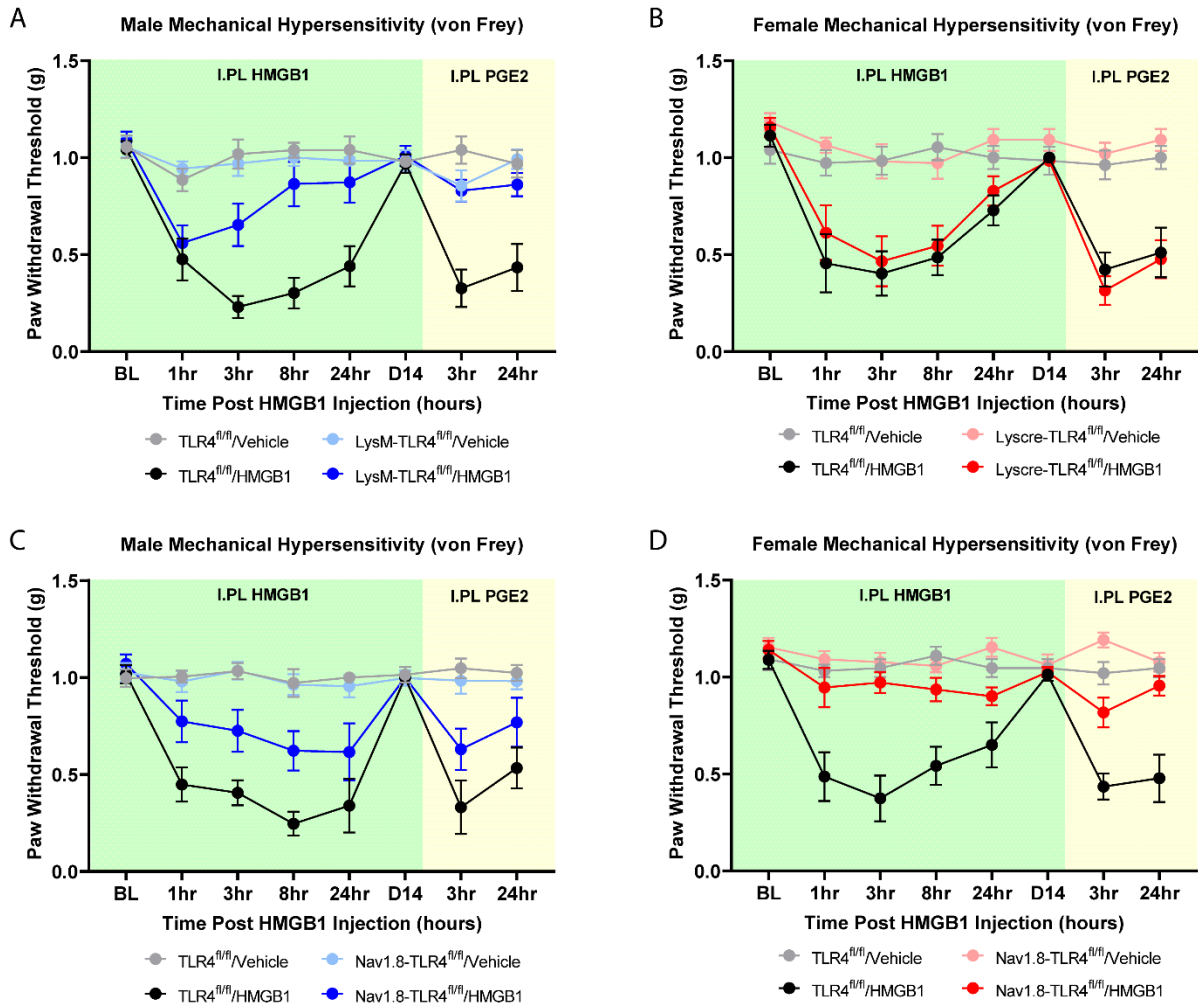 A
Male Mechanical Hypersensitivity (von Frey)
I.PL HMGB1
I.PL PGE2
Paw Withdrawal Threshold (g)
1.5
1.0
0.5
0.0
BL 1hr 3hr 8hr 24hr D14 3hr 24hr
Time Post HMGB1 Injection (hours)
TLR4fl/fl/Vehicle LysM-TLR4fl/fl/Vehicle
TLR4fl/fl/HMGB1 LysM-TLR4fl/fl/HMGB1
B
Female Mechanical Hypersensitivity (von Frey)
I.PL HMGB1
I.PL PGE2
Paw Withdrawal Threshold (g)
1.5
1.0
0.5
0.0
BL 1hr 3hr 8hr 24hr D14 3hr 24hr
Time Post HMGB1 Injection (hours)
TLR4fl/fl/Vehicle Lyscre-TLR4fl/fl/Vehicle
TLR4fl/fl/HMGB1 Lyscre-TLR4fl/fl/HMGB1
C
Male Mechanical Hypersensitivity (von Frey)
I.PL HMGB1
I.PL PGE2
Paw Withdrawal Threshold (g)
1.5
1.0
0.5
0.0
BL 1hr 3hr 8hr 24hr D14 3hr 24hr
Time Post HMGB1 Injection (hours)
TLR4fl/fl/Vehicle Nav1.8-TLR4fl/fl/Vehicle
TLR4fl/fl/HMGB1 Nav1.8-TLR4fl/fl/HMGB1
D
Female Mechanical Hypersensitivity (von Frey)
I.PL HMGB1
I.PL PGE2
Paw Withdrawal Threshold (g)
1.5
1.0
0.5
0.0
BL 1hr 3hr 8hr 24hr D14 3hr 24hr
Time Post HMGB1 Injection (hours)
TLR4fl/fl/Vehicle Nav1.8-TLR4fl/fl/Vehicle
TLR4fl/fl/HMGB1 Nav1.8-TLR4fl/fl/HMGB1